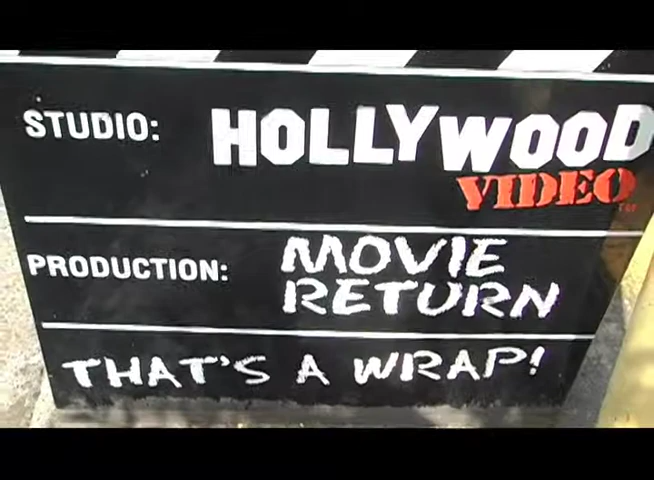 STUDIO: HOLLYWOOD
VIDEO
PRODUCTION: MOVIE
RETURN
THAT'S A WRAP!